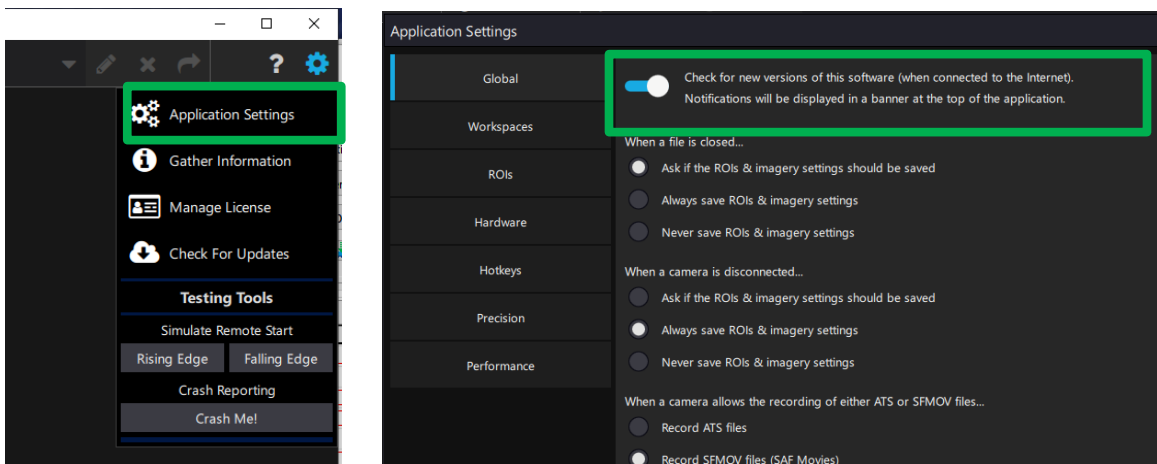 ?
Application Settings
Gather Information
Manage License
Check For Updates
Testing Tools
Simulate Remote Start
Rising Edge
Falling Edge
Crash Reporting
Crash Me!
Application Settings
Global
Workspaces
ROIs
Hardware
Hotkeys
Precision
Performance
Check for new versions of this software (when connected to the Internet).
Notifications will be displayed in a banner at the top of the application.
When a file is closed...
Ask if the ROIs & imagery settings should be saved
Always save ROIs & imagery settings
Never save ROIs & imagery settings
When a camera is disconnected...
Ask if the ROIs & imagery settings should be saved
Always save ROIs & imagery settings
Never save ROIs & imagery settings
When a camera allows the recording of either ATS or SFMOV files...
Record ATS files
Record SFMOV files (SAF Movies)